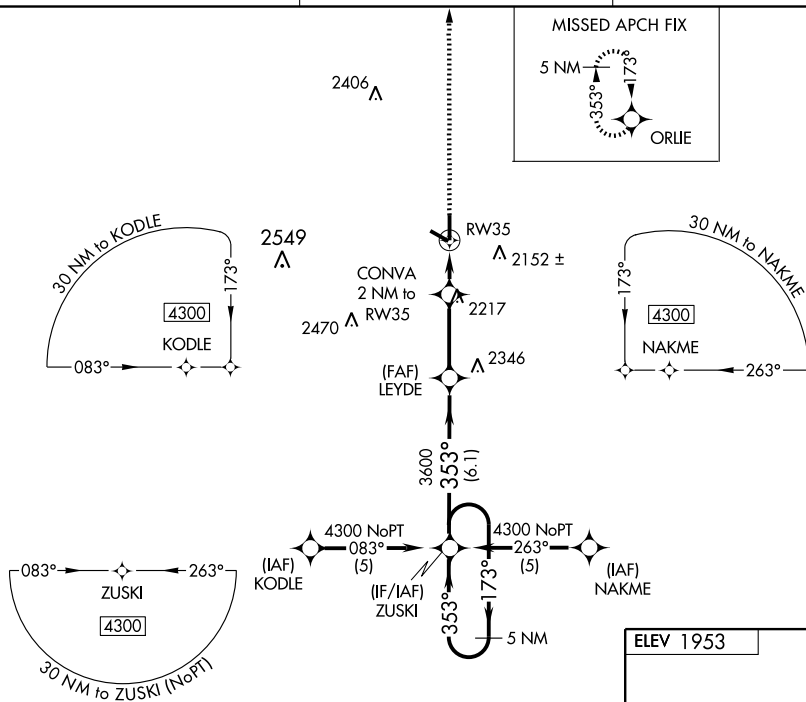 MISSED APCH FIX
5 NM
353°
173°
ORLIE
2406
30 NM to KODLE
2549
173°
4300
KODLE
083°
RW35
2152 ±
CONVA
2 NM to
RW35
2217
2470
(FAF)
LEYDE
2346
30 NM to NAKME
173°
4300
NAKME
263°
3600
353°
(6.1)
4300 NoPT
083°
(5)
(IAF)
KODLE
4300 NoPT
263°
(5)
(IAF)
NAKME
(IF/IAF)
ZUSKI
353°
173°
5 NM
083°
263°
ZUSKI
4300
30 NM to ZUSKI (NoPT)
ELEV 1953